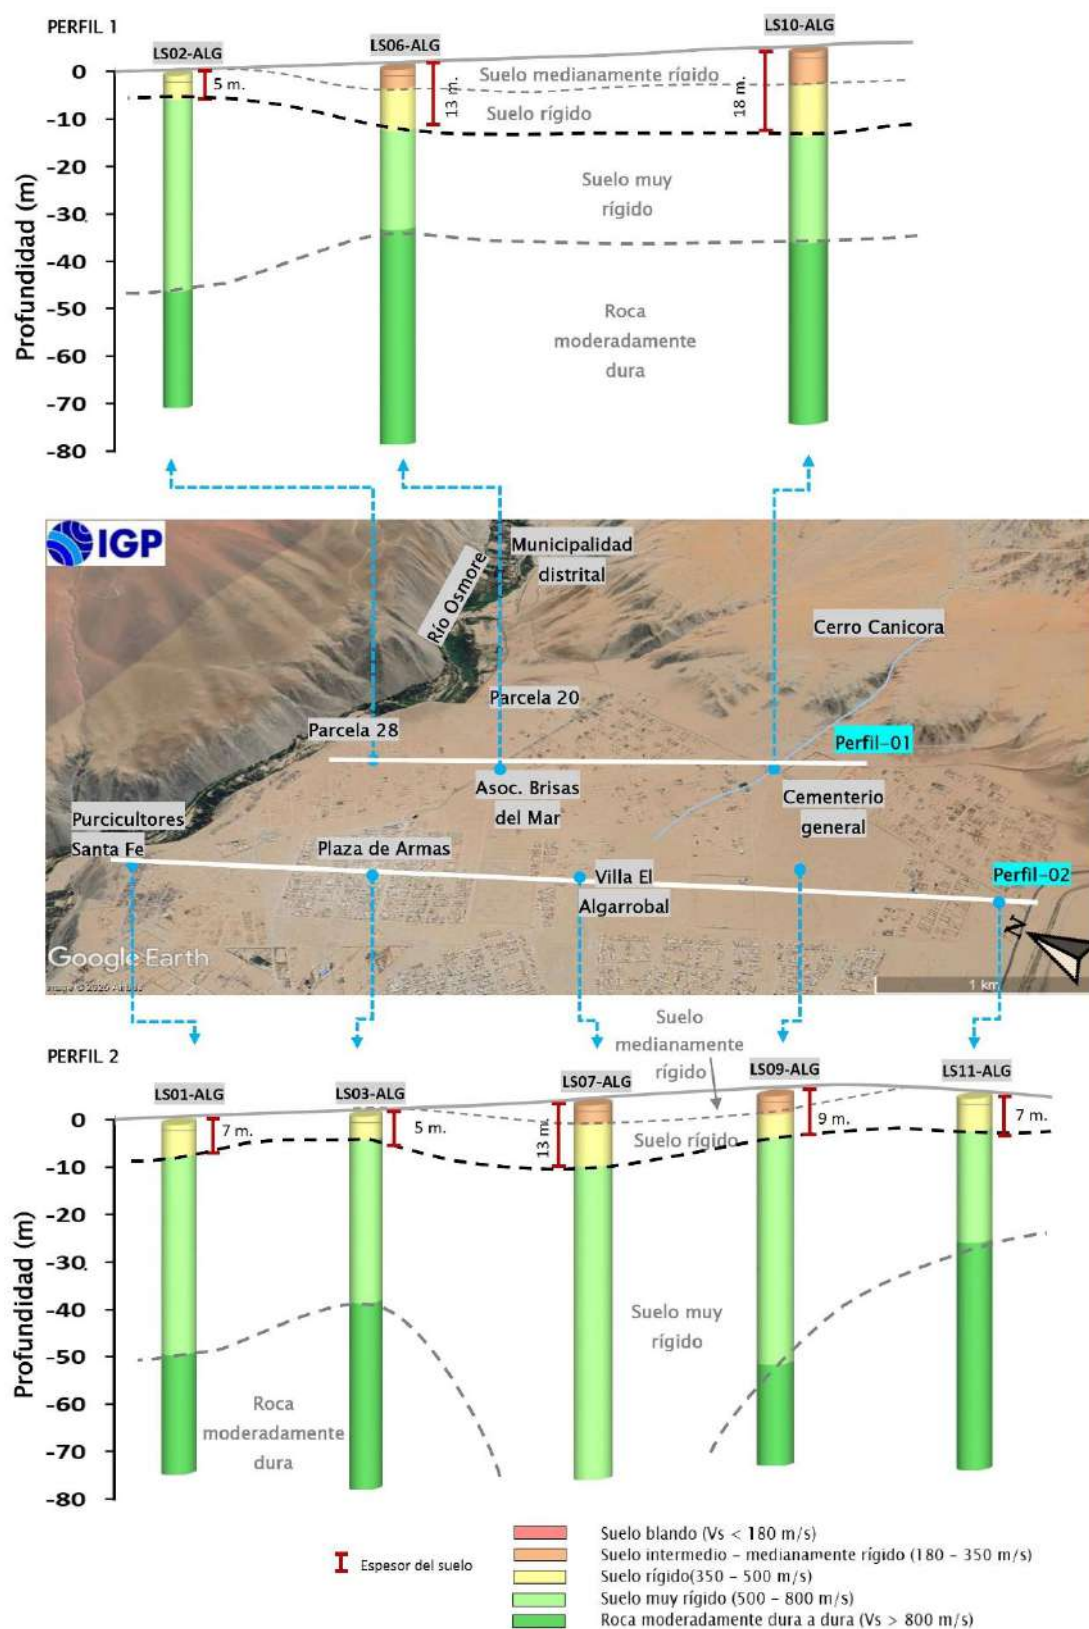 PERFIL 1
LS02-ALG
LS06-ALG
LS10-ALG
0
-10
-20
-30
-40
-50
-60
-70
-80
Profundidad (m)
5 m.
13 m.
18 m.
Suelo medianamente rígido
Suelo rígido
Suelo muy
rígido
Roca
moderadamente
dura
IGP
Río Osmore
Municipalidad
distrital
Cerro Canicora
Parcela 20
Parcela 28
Perfil-01
Asoc. Brisas
del Mar
Cementerio
general
Purcicultores
Santa Fe
Plaza de Armas
Villa El
Algarrobal
Perfil-02
N
Google Earth
Image © 2026 Airbus
1 km
PERFIL 2
Suelo
medianamente
rígido
LS01-ALG
LS03-ALG
LS07-ALG
LS09-ALG
LS11-ALG
0
-10
-20
-30
-40
-50
-60
-70
-80
Profundidad (m)
7 m.
5 m.
13 m.
9 m.
7 m.
Suelo rígido
Suelo muy
rígido
Roca
moderadamente
dura
Espesor del suelo
Suelo blando (Vs < 180 m/s)
Suelo intermedio - medianamente rígido (180 - 350 m/s)
Suelo rígido(350 - 500 m/s)
Suelo muy rígido (500 - 800 m/s)
Roca moderadamente dura a dura (Vs > 800 m/s)